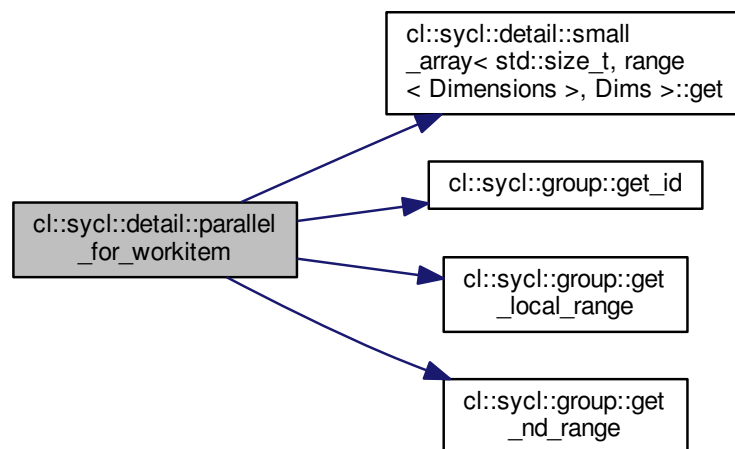 cl::sycl::detail::small
_array< std::size_t, range
< Dimensions >, Dims >::get
cl::sycl::group::get_id
cl::sycl::detail::parallel
_for_workitem
cl::sycl::group::get
_local_range
cl::sycl::group::get
_nd_range